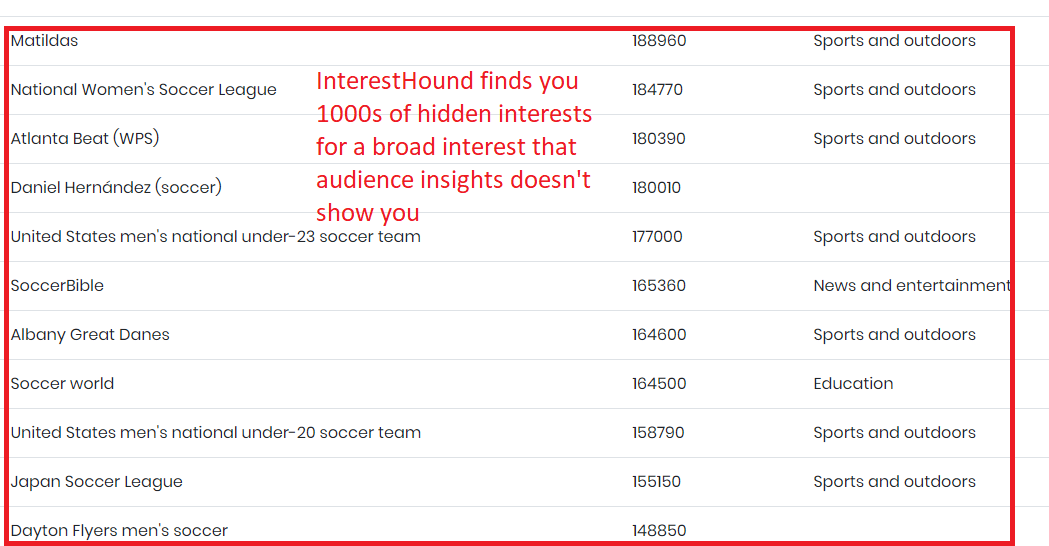 Matildas 188960 Sports and outdoors
National Women's Soccer League 184770 Sports and outdoors
Atlanta Beat (WPS) 180390 Sports and outdoors
Daniel Hernández (soccer) 180010
United States men's national under-23 soccer team 177000 Sports and outdoors
SoccerBible 165360 News and entertainment
Albany Great Danes 164600 Sports and outdoors
Soccer world 164500 Education
United States men's national under-20 soccer team 158790 Sports and outdoors
Japan Soccer League 155150 Sports and outdoors
Dayton Flyers men's soccer 148850
InterestHound finds you
1000s of hidden interests
for a broad interest that
audience insights doesn't
show you